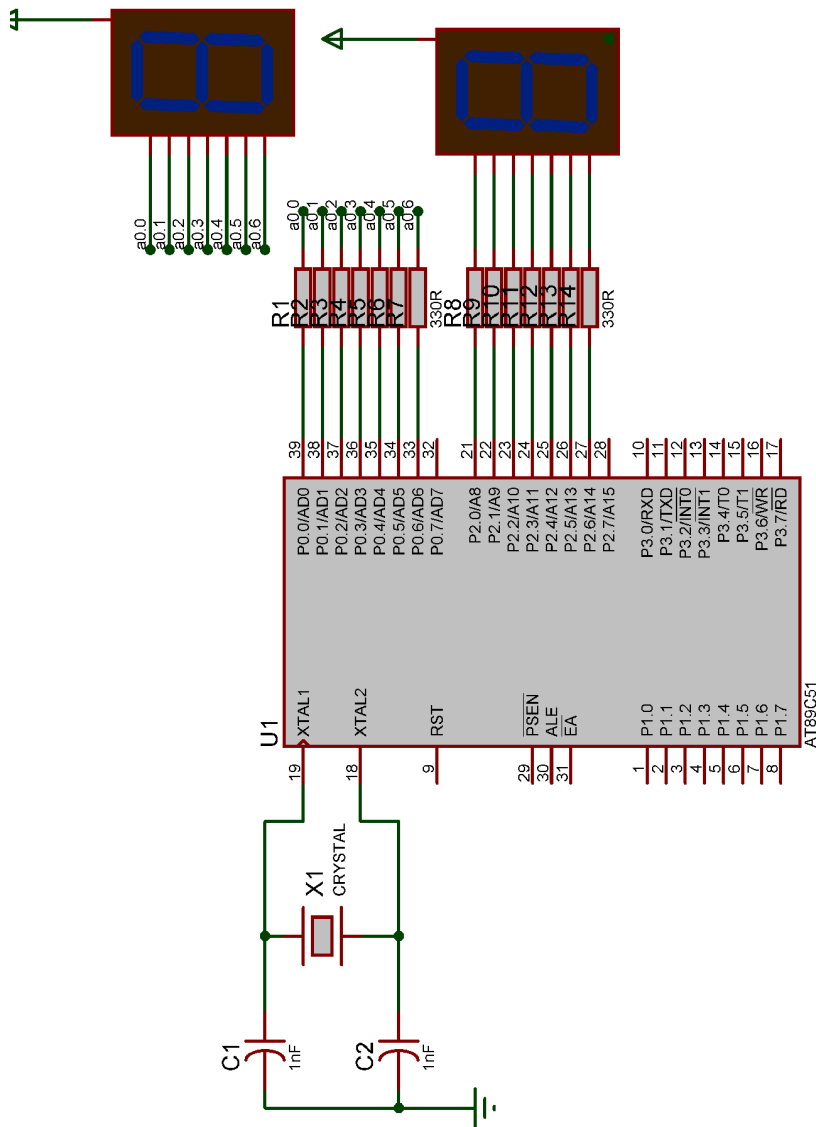 a0.0
a0.1
a0.2
a0.3
a0.4
a0.5
a0.6
a0.0
a0.1
a0.2
a0.3
a0.4
a0.5
a0.6
R1
R2
R3
R4
R5
R6
R7
330R
R8
R9
R10
R11
R12
R13
R14
330R
39
38
37
36
35
34
33
32
21
22
23
24
25
26
27
28
10
11
12
13
14
15
16
17
P0.0/AD0
P0.1/AD1
P0.2/AD2
P0.3/AD3
P0.4/AD4
P0.5/AD5
P0.6/AD6
P0.7/AD7
P2.0/A8
P2.1/A9
P2.2/A10
P2.3/A11
P2.4/A12
P2.5/A13
P2.6/A14
P2.7/A15
P3.0/RXD
P3.1/TXD
P3.2/INT0
P3.3/INT1
P3.4/T0
P3.5/T1
P3.6/WR
P3.7/RD
U1
XTAL1
XTAL2
RST
PSEN
ALE
EA
P1.0
P1.1
P1.2
P1.3
P1.4
P1.5
P1.6
P1.7
AT89C51
19
18
9
29
30
31
1
2
3
4
5
6
7
8
X1
CRYSTAL
C1
1nF
C2
1nF